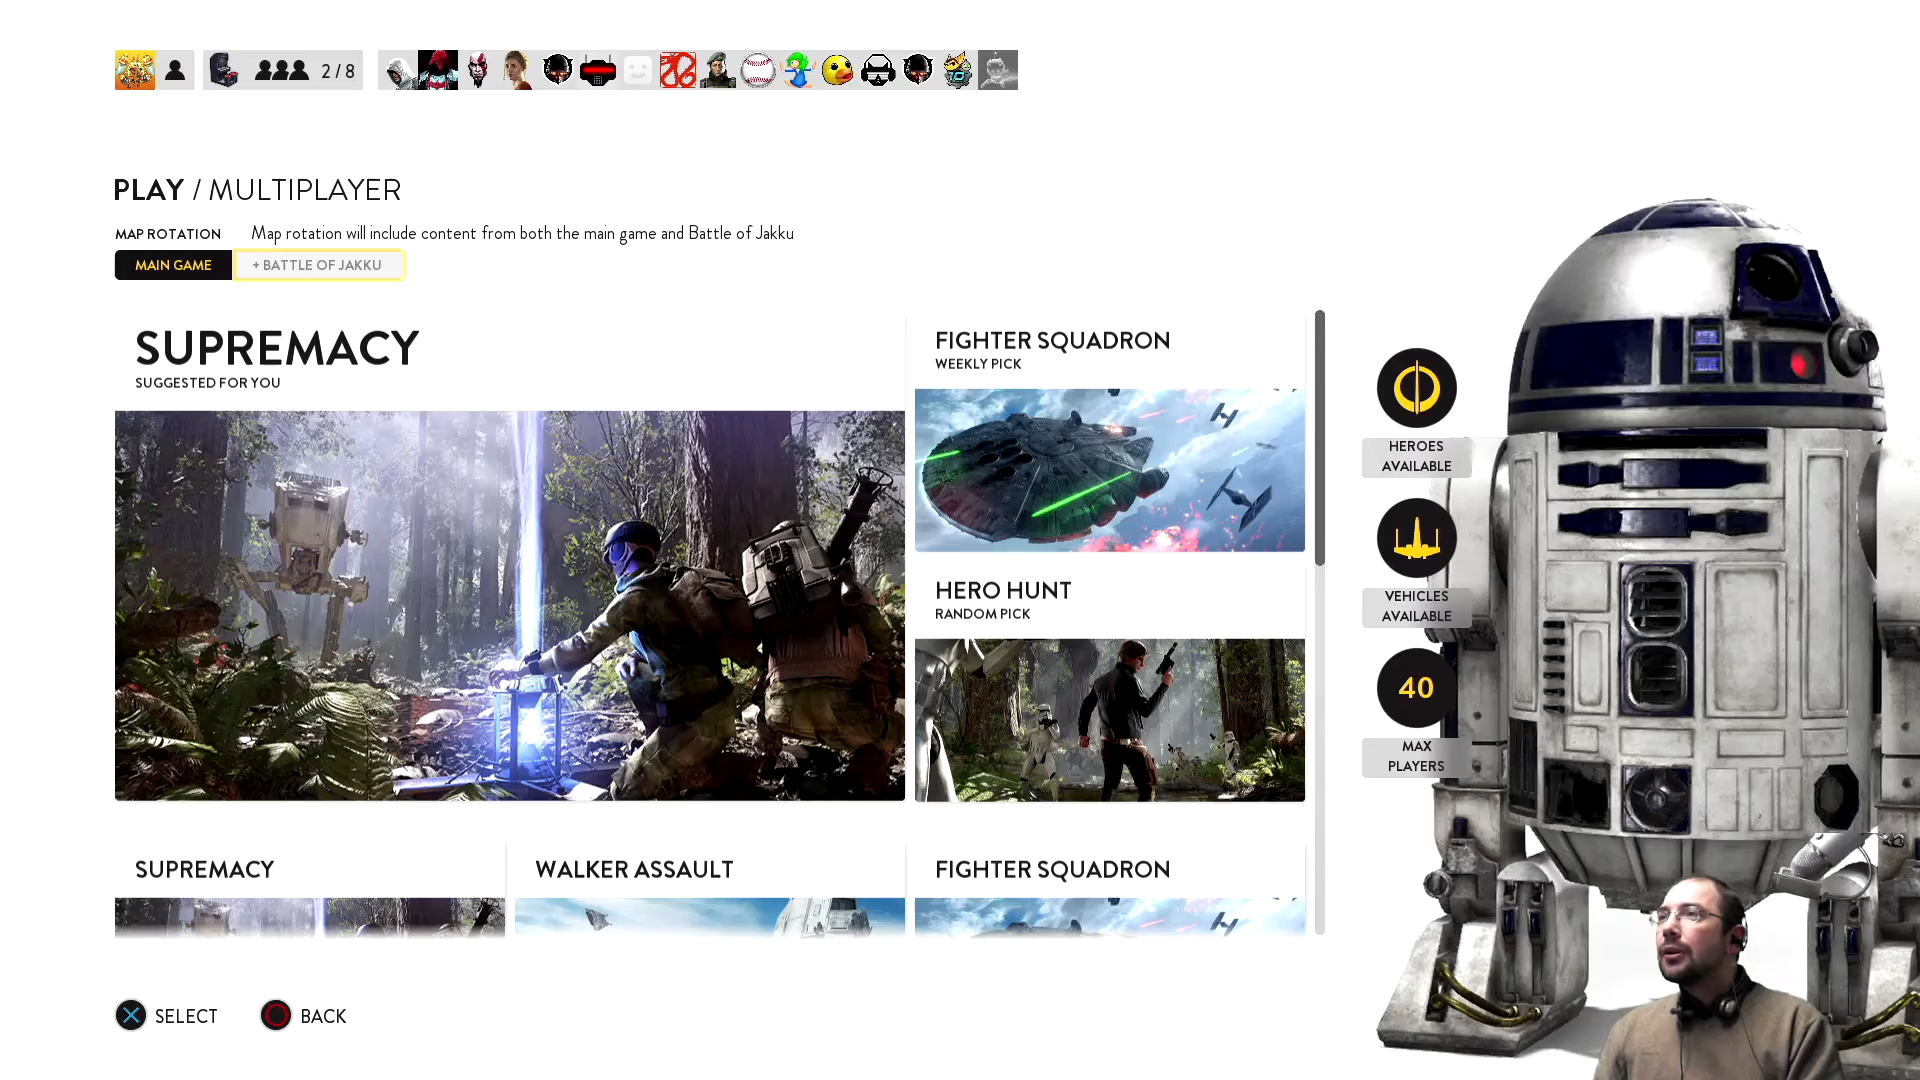 2 / 8
PLAY / MULTIPLAYER
MAP ROTATION
Map rotation will include content from both the main game and Battle of Jakku
MAIN GAME
+ BATTLE OF JAKKU
SUPREMACY
SUGGESTED FOR YOU
FIGHTER SQUADRON
WEEKLY PICK
HERO HUNT
RANDOM PICK
HEROES
AVAILABLE
VEHICLES
AVAILABLE
40
MAX
PLAYERS
SUPREMACY
WALKER ASSAULT
FIGHTER SQUADRON
SELECT
BACK